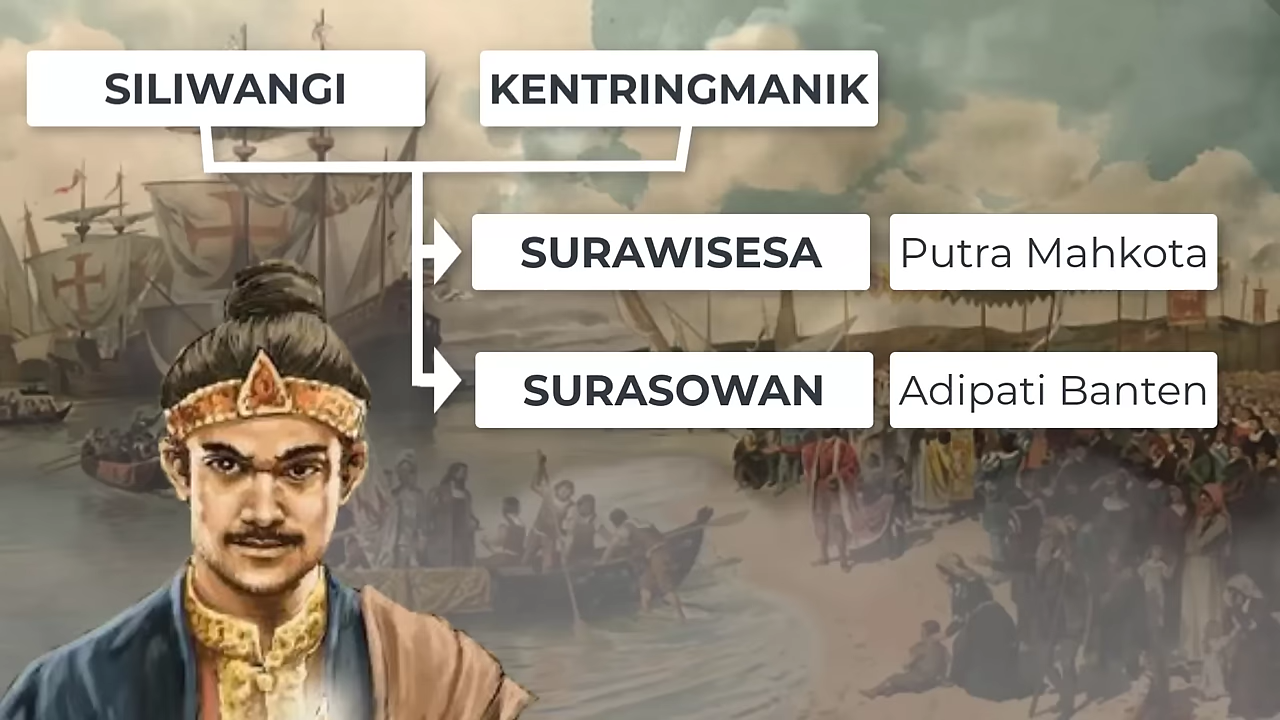 SILIWANGI KENTRINGMANIK
SURAWISESA Putra Mahkota
SURASOWAN Adipati Banten